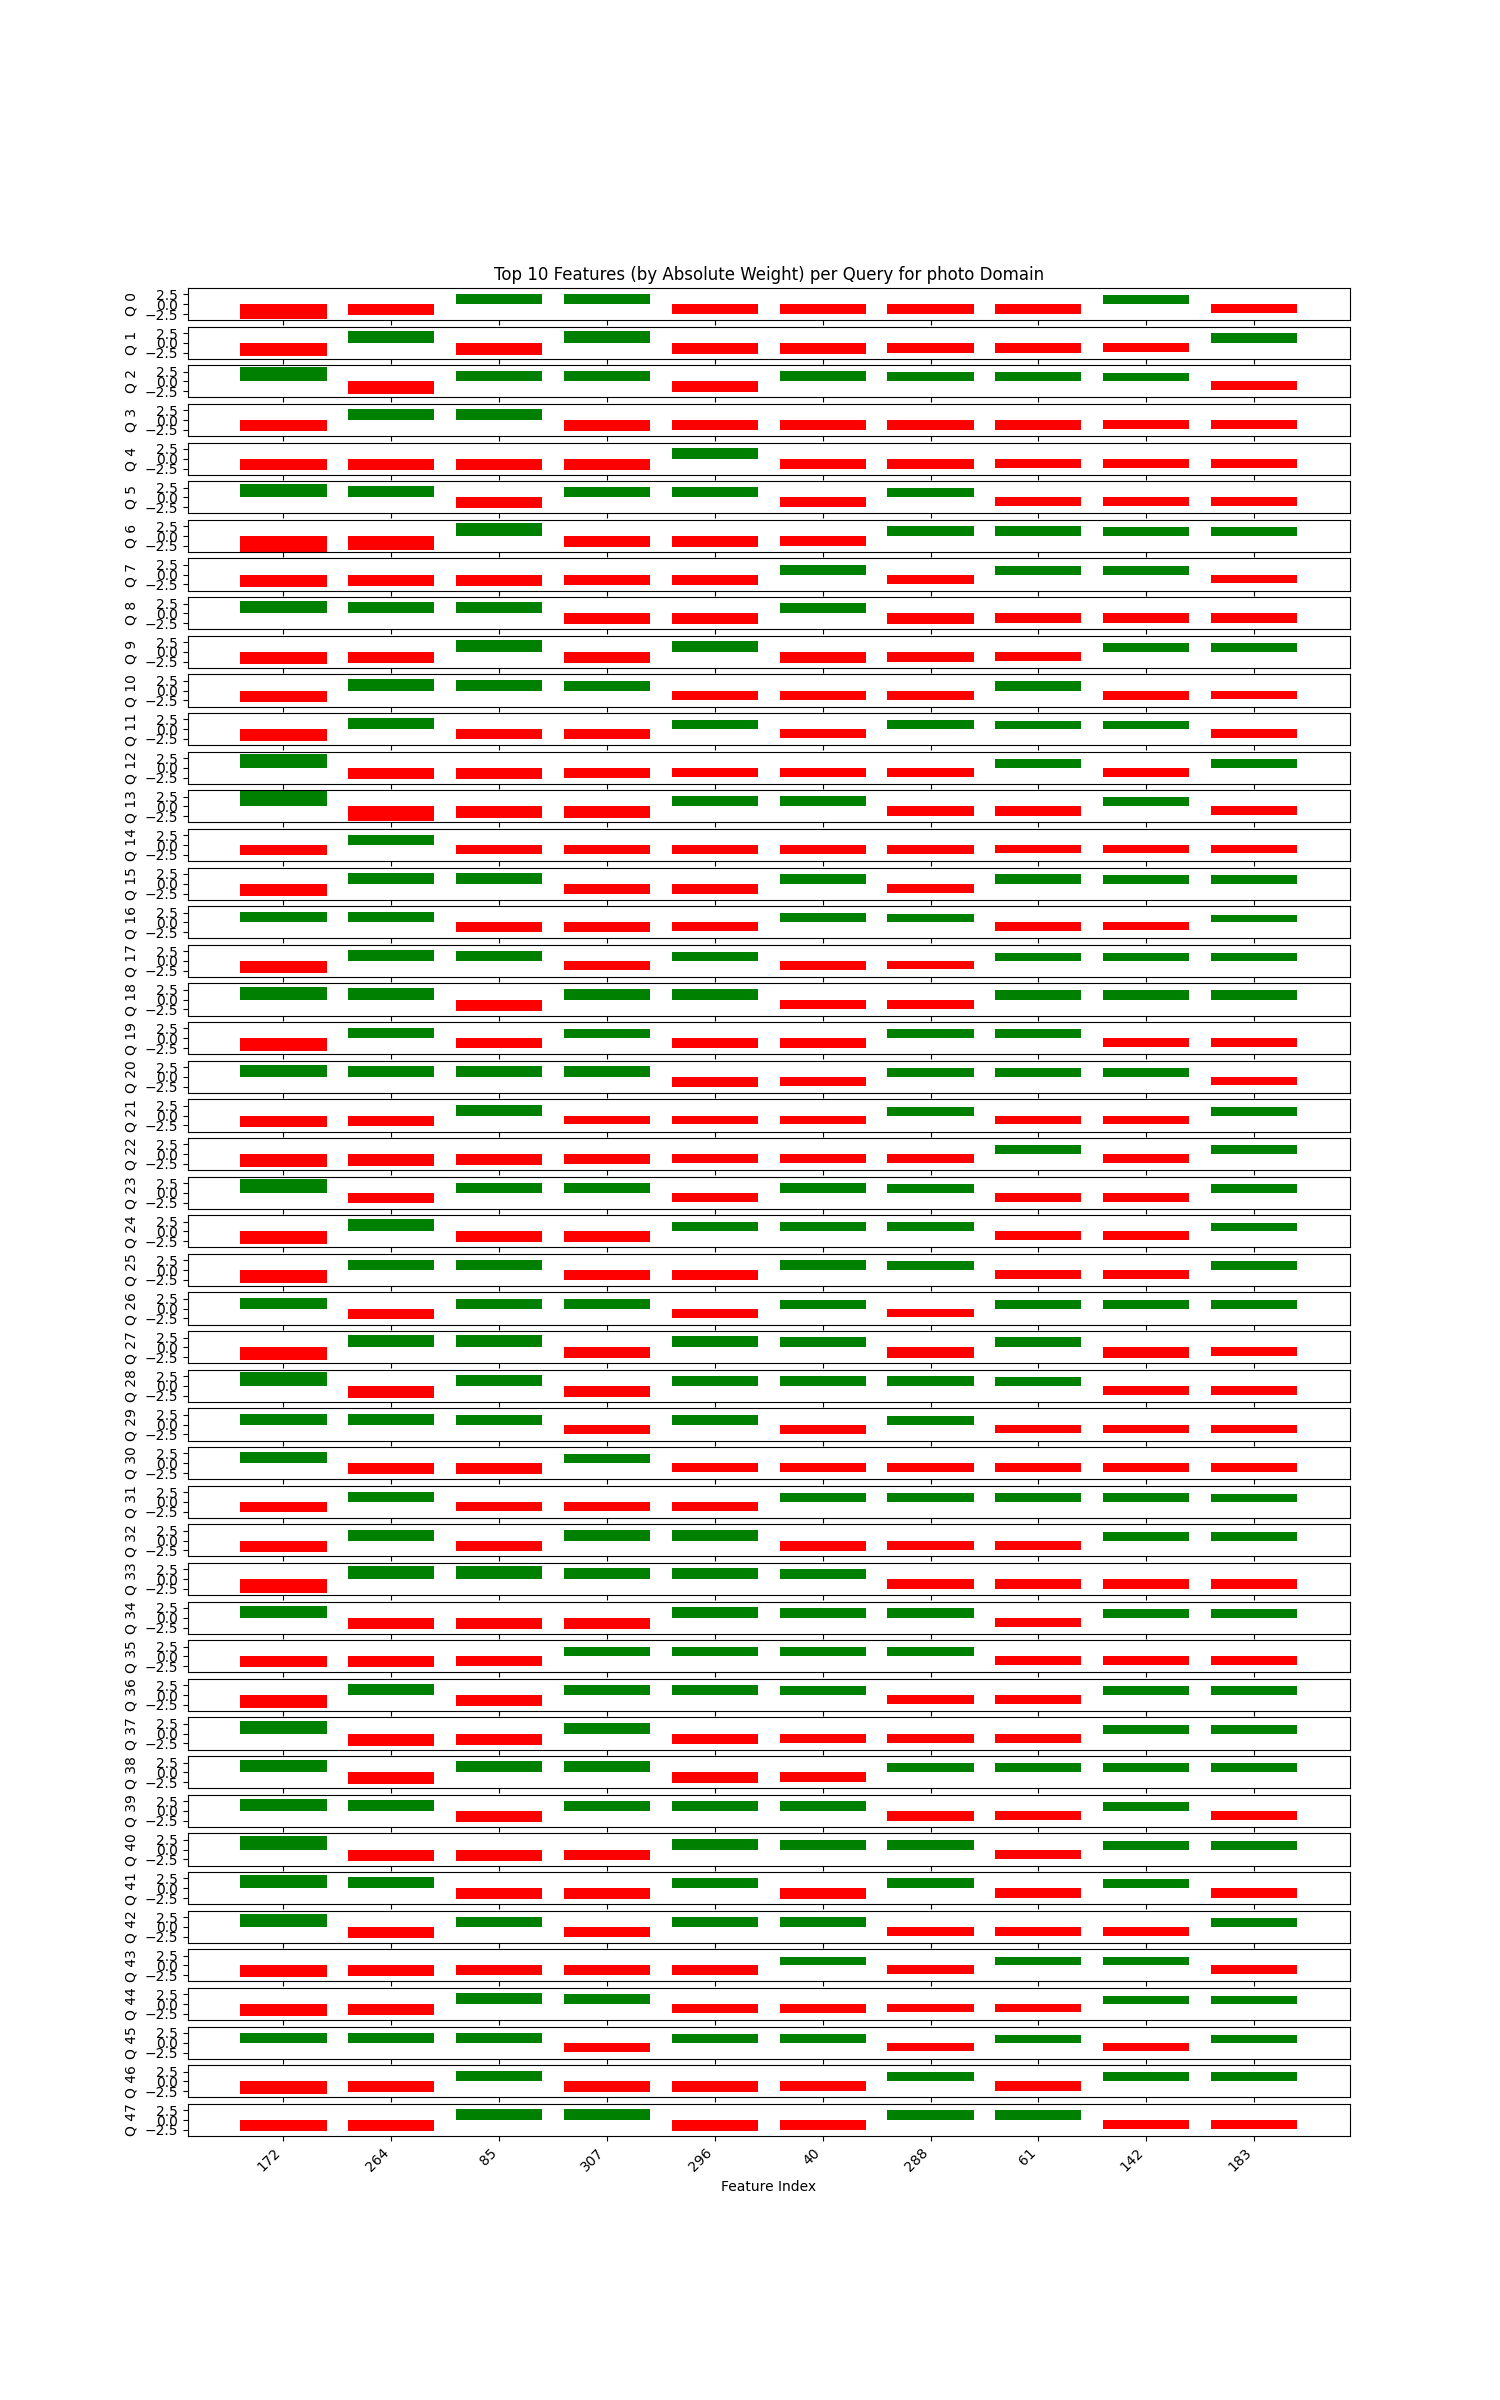 Top 10 Features (by Absolute Weight) per Query for photo Domain
Q 0 2.5 0.0 −2.5
Q 1 2.5 0.0 −2.5
Q 2 2.5 0.0 −2.5
Q 3 2.5 0.0 −2.5
Q 4 2.5 0.0 −2.5
Q 5 2.5 0.0 −2.5
Q 6 2.5 0.0 −2.5
Q 7 2.5 0.0 −2.5
Q 8 2.5 0.0 −2.5
Q 9 2.5 0.0 −2.5
Q 10 2.5 0.0 −2.5
Q 11 2.5 0.0 −2.5
Q 12 2.5 0.0 −2.5
Q 13 2.5 0.0 −2.5
Q 14 2.5 0.0 −2.5
Q 15 2.5 0.0 −2.5
Q 16 2.5 0.0 −2.5
Q 17 2.5 0.0 −2.5
Q 18 2.5 0.0 −2.5
Q 19 2.5 0.0 −2.5
Q 20 2.5 0.0 −2.5
Q 21 2.5 0.0 −2.5
Q 22 2.5 0.0 −2.5
Q 23 2.5 0.0 −2.5
Q 24 2.5 0.0 −2.5
Q 25 2.5 0.0 −2.5
Q 26 2.5 0.0 −2.5
Q 27 2.5 0.0 −2.5
Q 28 2.5 0.0 −2.5
Q 29 2.5 0.0 −2.5
Q 30 2.5 0.0 −2.5
Q 31 2.5 0.0 −2.5
Q 32 2.5 0.0 −2.5
Q 33 2.5 0.0 −2.5
Q 34 2.5 0.0 −2.5
Q 35 2.5 0.0 −2.5
Q 36 2.5 0.0 −2.5
Q 37 2.5 0.0 −2.5
Q 38 2.5 0.0 −2.5
Q 39 2.5 0.0 −2.5
Q 40 2.5 0.0 −2.5
Q 41 2.5 0.0 −2.5
Q 42 2.5 0.0 −2.5
Q 43 2.5 0.0 −2.5
Q 44 2.5 0.0 −2.5
Q 45 2.5 0.0 −2.5
Q 46 2.5 0.0 −2.5
Q 47 2.5 0.0 −2.5
172 264 85 307 296 40 288 61 142 183
Feature Index